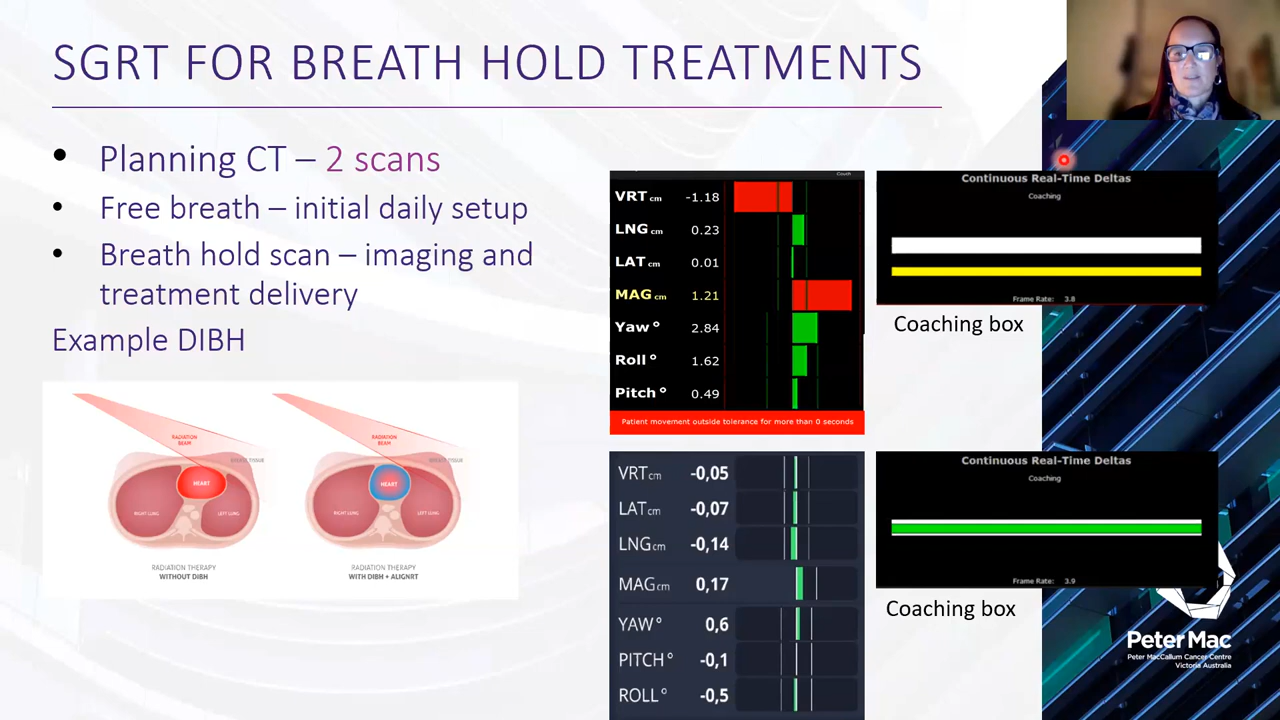 SGRT FOR BREATH HOLD TREATMENTS
• Planning CT – 2 scans
• Free breath – initial daily setup
• Breath hold scan – imaging and
treatment delivery
Example DIBH
RADIATION
BEAM
HEART
RIGHT LUNG
LEFT LUNG
RADIATION THERAPY
WITHOUT DIBH
RADIATION
BEAM
HEART
RIGHT LUNG
LEFT LUNG
RADIATION THERAPY
WITH DIBH + ALIGNRT
Couch
VRT cm -1.18
LNG cm 0.23
LAT cm 0.01
MAG cm 1.21
Yaw ° 2.84
Roll ° 1.62
Pitch ° 0.49
Patient movement outside tolerance for more than 0 seconds
Continuous Real-Time Deltas
Coaching
Frame Rate: 3.8
Coaching box
VRT cm -0,05
LAT cm -0,07
LNG cm -0,14
MAG cm 0,17
YAW ° 0,6
PITCH ° -0,1
ROLL ° -0,5
Continuous Real-Time Deltas
Coaching
Frame Rate: 3.9
Coaching box
Peter Mac
Peter MacCallum Cancer Centre
Victoria Australia